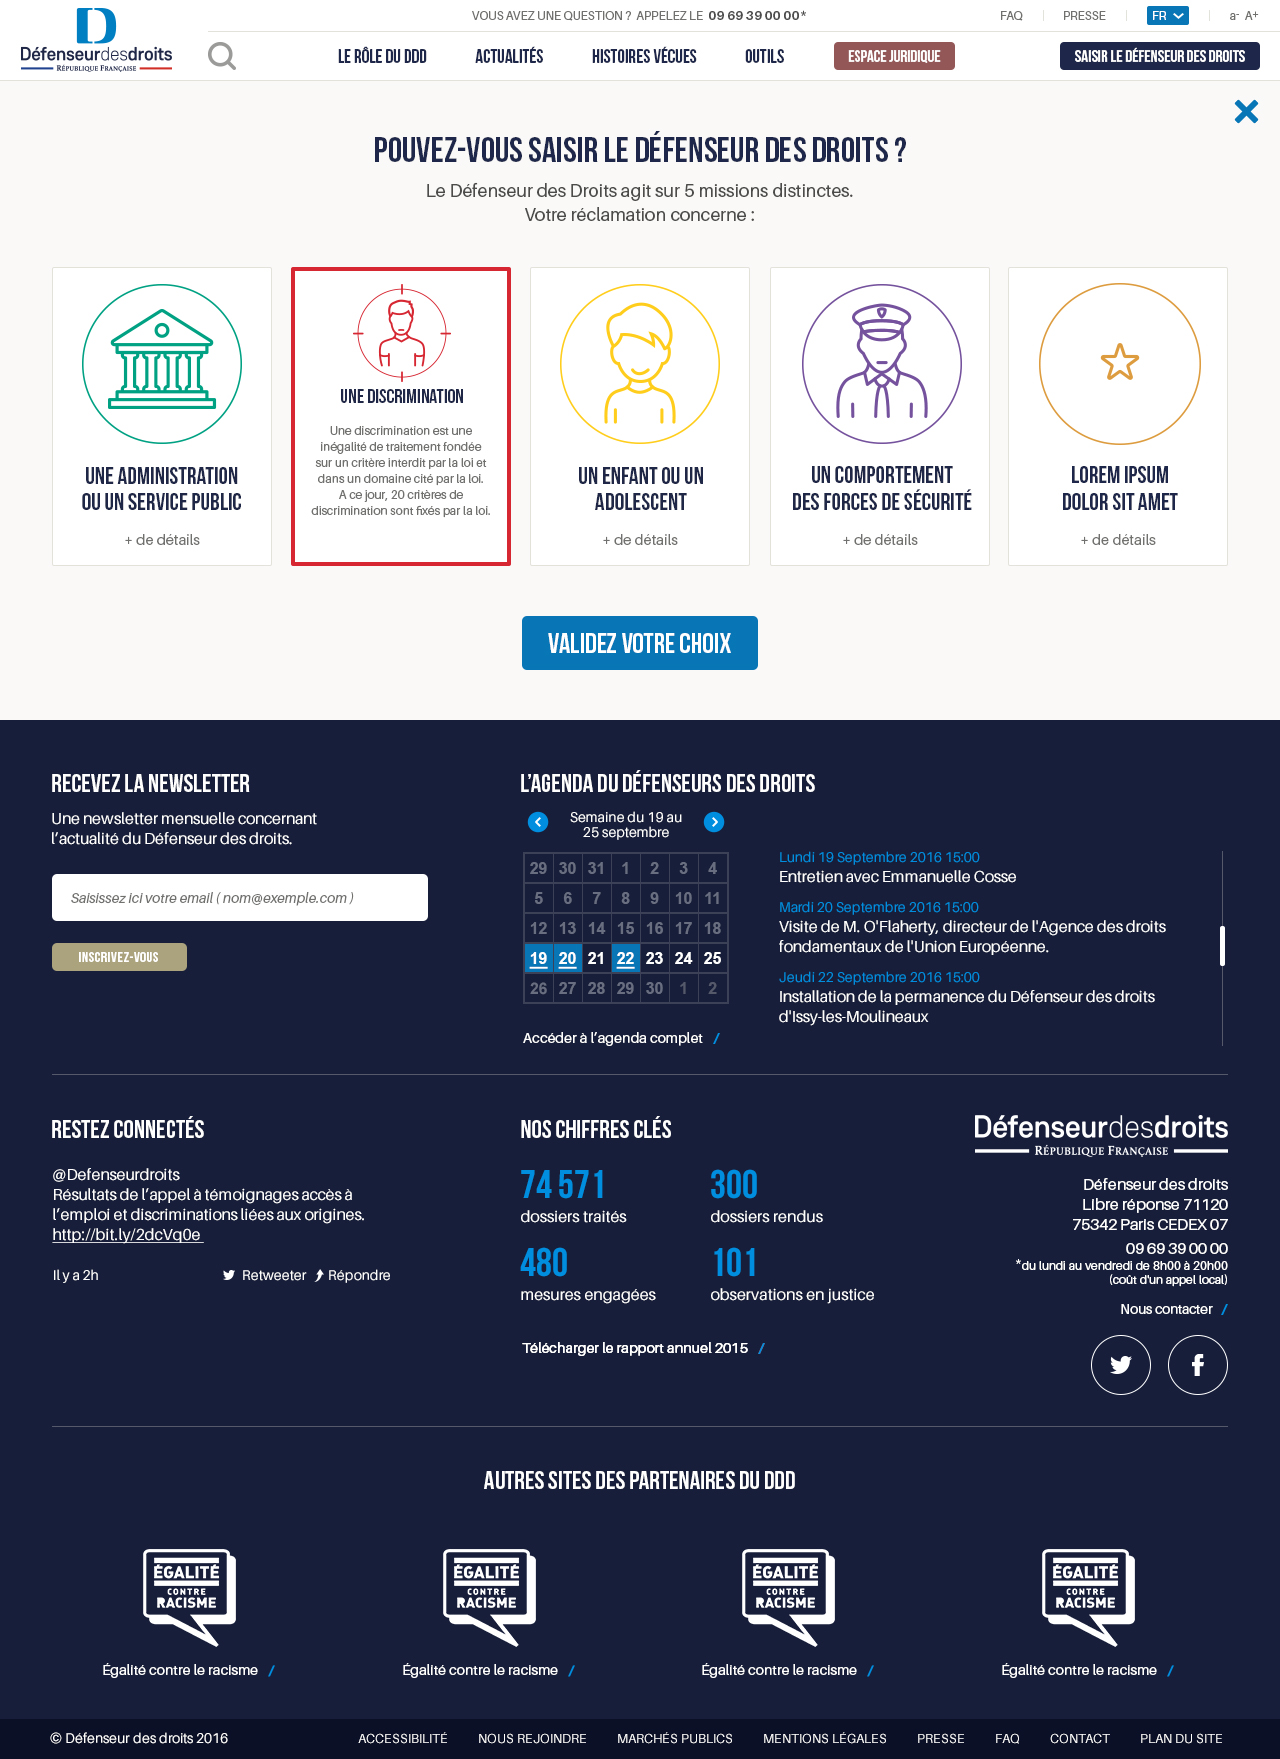 VOUS AVEZ UNE QUESTION ? APPELEZ LE 09 69 39 00 00*
FAQ
PRESSE
FR
a- A+
D
Défenseurdesdroits
RÉPUBLIQUE FRANÇAISE
LE RÔLE DU DDD
ACTUALITÉS
HISTOIRES VÉCUES
OUTILS
ESPACE JURIDIQUE
SAISIR LE DÉFENSEUR DES DROITS
POUVEZ-VOUS SAISIR LE DÉFENSEUR DES DROITS ?
Le Défenseur des Droits agit sur 5 missions distinctes.
Votre réclamation concerne :
UNE ADMINISTRATION
OU UN SERVICE PUBLIC
+ de détails
UNE DISCRIMINATION
Une discrimination est une
inégalité de traitement fondée
sur un critère interdit par la loi et
dans un domaine cité par la loi.
A ce jour, 20 critères de
discrimination sont fixés par la loi.
UN ENFANT OU UN
ADOLESCENT
+ de détails
UN COMPORTEMENT
DES FORCES DE SÉCURITÉ
+ de détails
LOREM IPSUM
DOLOR SIT AMET
+ de détails
VALIDEZ VOTRE CHOIX
RECEVEZ LA NEWSLETTER
Une newsletter mensuelle concernant
l’actualité du Défenseur des droits.
Saisissez ici votre email ( nom@exemple.com )
INSCRIVEZ-VOUS
L’AGENDA DU DÉFENSEURS DES DROITS
Semaine du 19 au
25 septembre
29 30 31 1 2 3 4
5 6 7 8 9 10 11
12 13 14 15 16 17 18
19 20 21 22 23 24 25
26 27 28 29 30 1 2
Accéder à l’agenda complet /
Lundi 19 Septembre 2016 15:00
Entretien avec Emmanuelle Cosse
Mardi 20 Septembre 2016 15:00
Visite de M. O'Flaherty, directeur de l'Agence des droits
fondamentaux de l'Union Européenne.
Jeudi 22 Septembre 2016 15:00
Installation de la permanence du Défenseur des droits
d'Issy-les-Moulineaux
RESTEZ CONNECTÉS
@Defenseurdroits
Résultats de l’appel à témoignages accès à
l’emploi et discriminations liées aux origines.
http://bit.ly/2dcVq0e
Il y a 2h
Retweeter
Répondre
NOS CHIFFRES CLÉS
74 571
dossiers traités
300
dossiers rendus
480
mesures engagées
101
observations en justice
Télécharger le rapport annuel 2015 /
Défenseurdesdroits
RÉPUBLIQUE FRANÇAISE
Défenseur des droits
Libre réponse 71120
75342 Paris CEDEX 07
09 69 39 00 00
*du lundi au vendredi de 8h00 à 20h00
(coût d'un appel local)
Nous contacter /
AUTRES SITES DES PARTENAIRES DU DDD
ÉGALITÉ
CONTRE
RACISME
Égalité contre le racisme /
ÉGALITÉ
CONTRE
RACISME
Égalité contre le racisme /
ÉGALITÉ
CONTRE
RACISME
Égalité contre le racisme /
ÉGALITÉ
CONTRE
RACISME
Égalité contre le racisme /
© Défenseur des droits 2016
ACCESSIBILITÉ
NOUS REJOINDRE
MARCHÉS PUBLICS
MENTIONS LÉGALES
PRESSE
FAQ
CONTACT
PLAN DU SITE